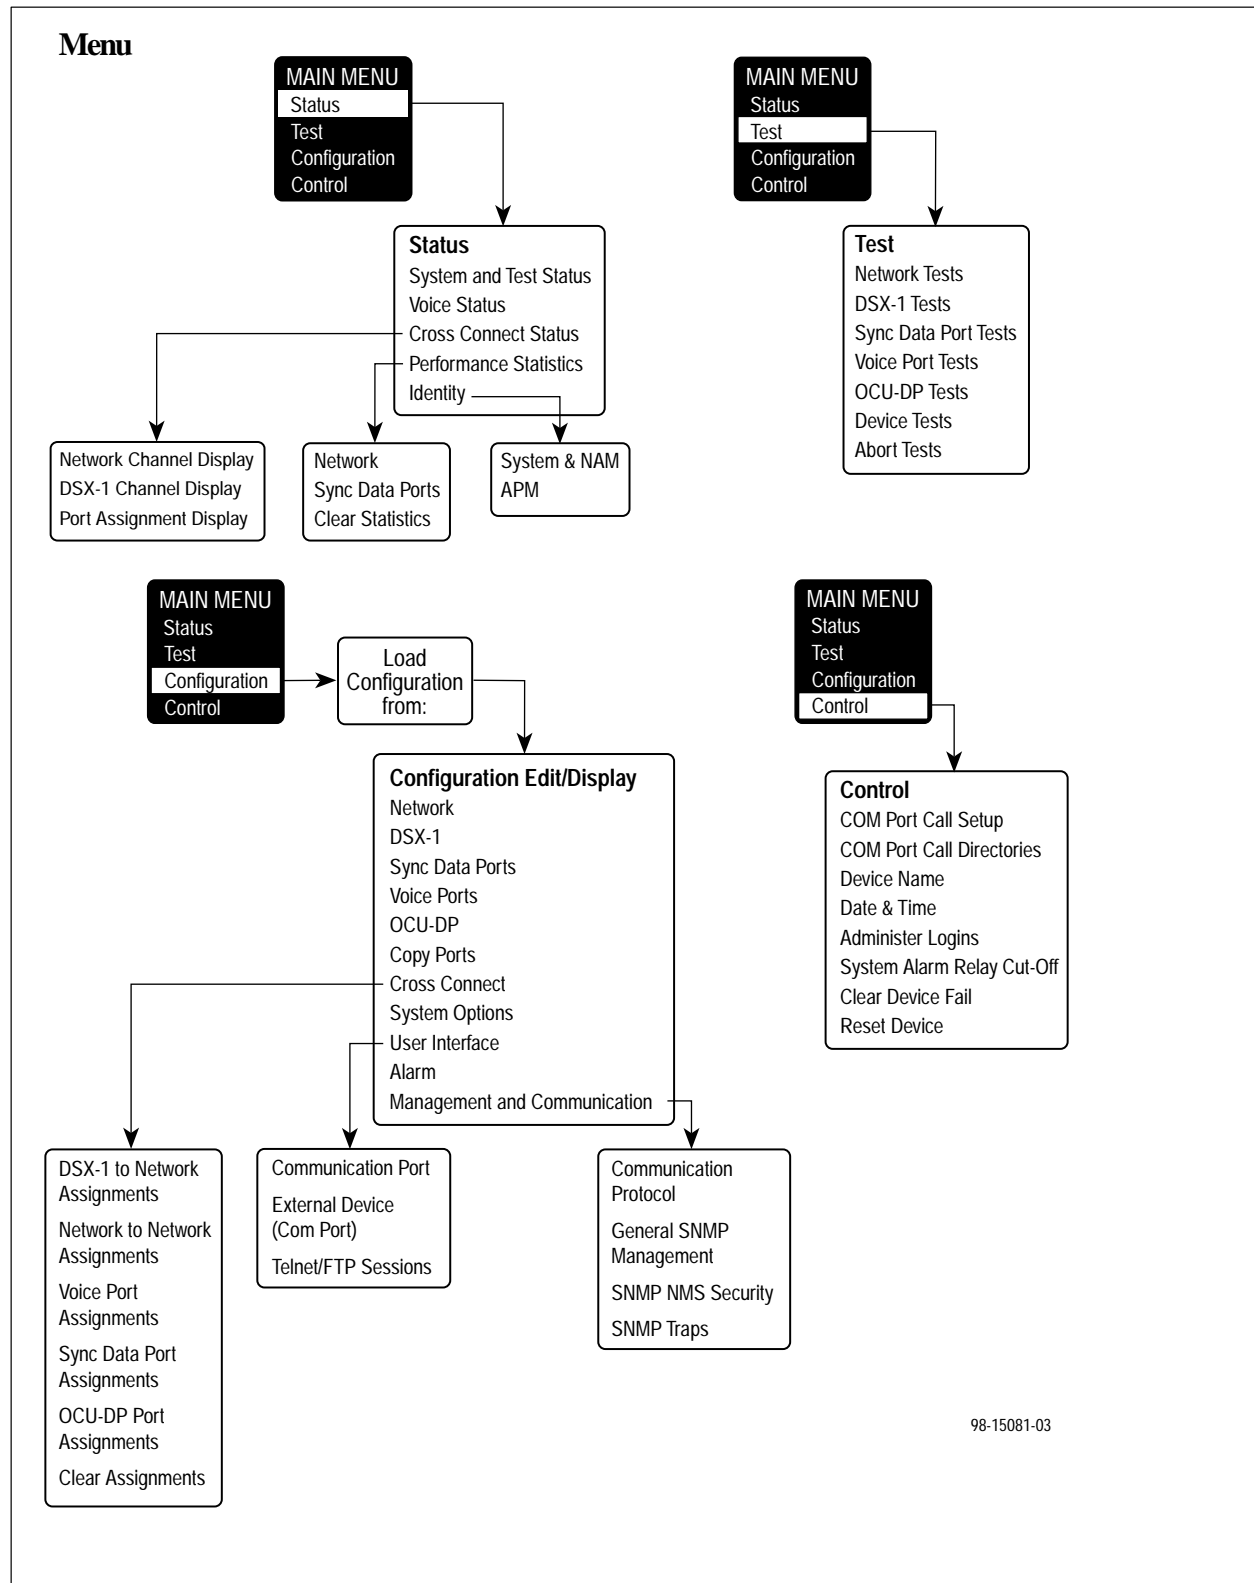 Menu
MAIN MENU
Status
Test
Configuration
Control
MAIN MENU
Status
Test
Configuration
Control
Status
System and Test Status
Voice Status
Cross Connect Status
Performance Statistics
Identity
Test
Network Tests
DSX-1 Tests
Sync Data Port Tests
Voice Port Tests
OCU-DP Tests
Device Tests
Abort Tests
Network Channel Display
DSX-1 Channel Display
Port Assignment Display
Network
Sync Data Ports
Clear Statistics
System & NAM
APM
MAIN MENU
Status
Test
Configuration
Control
Load
Configuration
from:
MAIN MENU
Status
Test
Configuration
Control
Configuration Edit/Display
Network
DSX-1
Sync Data Ports
Voice Ports
OCU-DP
Copy Ports
Cross Connect
System Options
User Interface
Alarm
Management and Communication
Control
COM Port Call Setup
COM Port Call Directories
Device Name
Date & Time
Administer Logins
System Alarm Relay Cut-Off
Clear Device Fail
Reset Device
DSX-1 to Network
Assignments
Network to Network
Assignments
Voice Port
Assignments
Sync Data Port
Assignments
OCU-DP Port
Assignments
Clear Assignments
Communication Port
External Device
(Com Port)
Telnet/FTP Sessions
Communication
Protocol
General SNMP
Management
SNMP NMS Security
SNMP Traps
98-15081-03